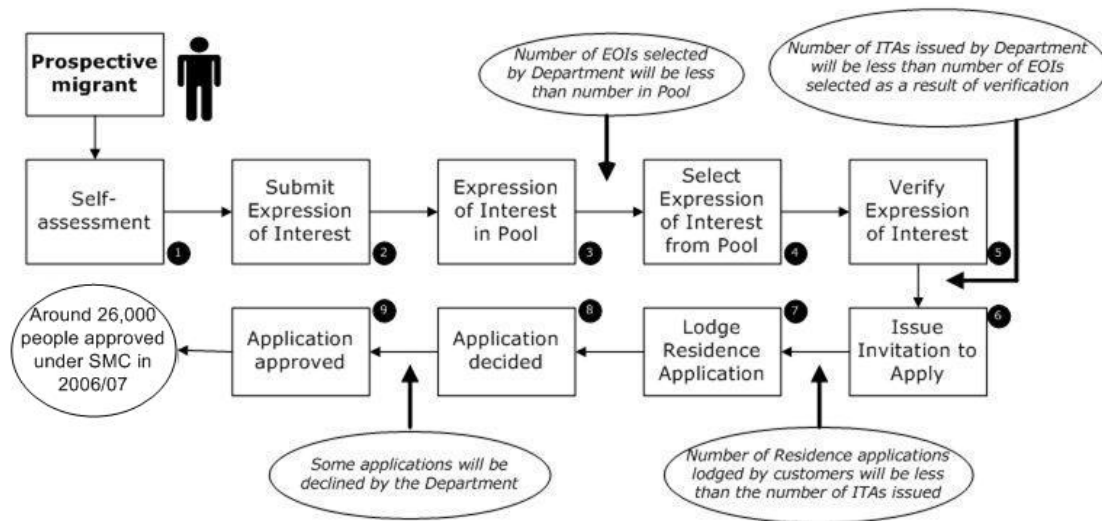 Prospective
migrant
Number of EOIs selected
by Department will be less
than number in Pool
Number of ITAs issued by Department
will be less than number of EOIs
selected as a result of verification
Self-
assessment
1
Submit
Expression
of Interest
2
Expression
of Interest
in Pool
3
Select
Expression
of Interest
from Pool
4
Verify
Expression
of Interest
5
Issue
Invitation to
Apply
6
Lodge
Residence
Application
7
Application
decided
8
Application
approved
9
Around 26,000
people approved
under SMC in
2006/07
Some applications will be
declined by the Department
Number of Residence applications
lodged by customers will be less
than the number of ITAs issued